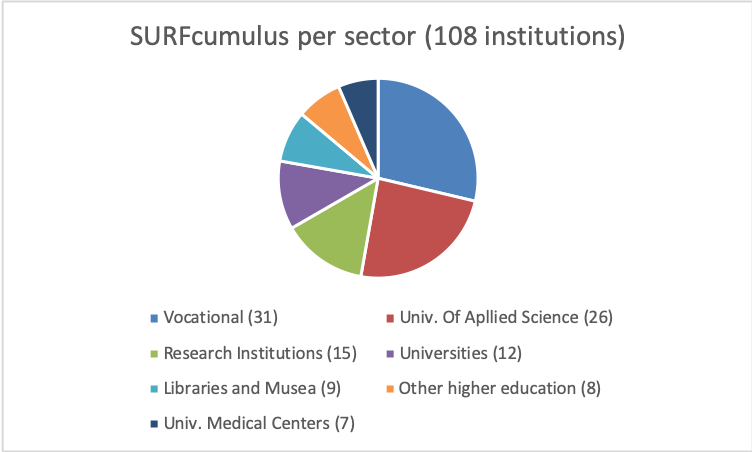 SURFcumulus per sector (108 institutions)
Vocational (31)
Univ. Of Apllied Science (26)
Research Institutions (15)
Universities (12)
Libraries and Musea (9)
Other higher education (8)
Univ. Medical Centers (7)